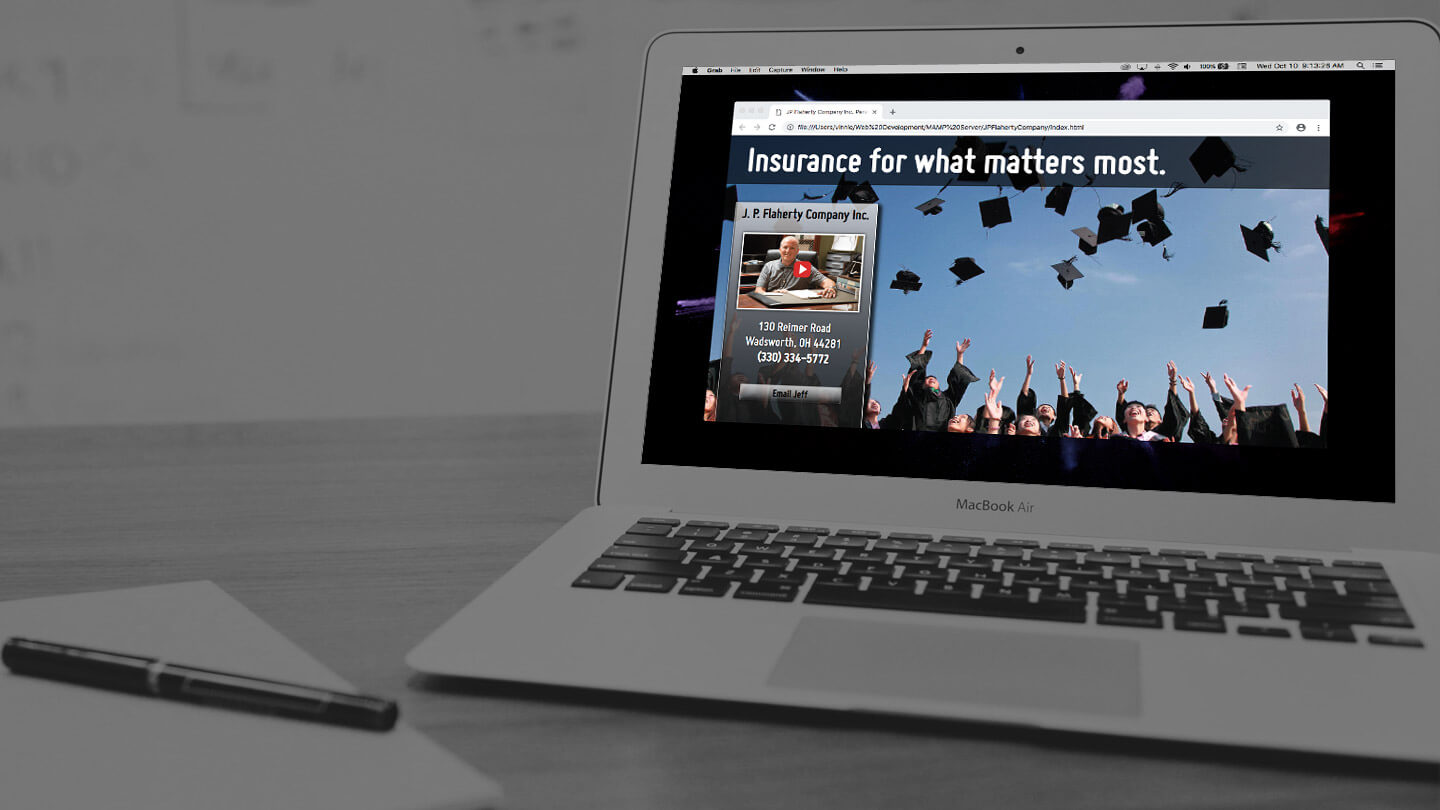 Grab File Edit Capture Window Help 100% Wed Oct 10 9:13:26 AM
JP Flaherty Company Inc. Pers
file:///Users/vinnie/Web%20Development/MAMP%20Server/JPFlahertyCompany/index.html
Insurance for what matters most.
J. P. Flaherty Company Inc.
130 Reimer Road
Wadsworth, OH 44281
(330) 334-5772
Email Jeff
MacBook Air